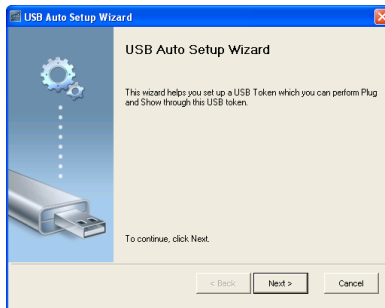 USB Auto Setup Wizard
USB Auto Setup Wizard
This wizard helps you set up a USB Token which you can perform Plug
and Show through this USB token.
To continue, click Next.
< Back
Next >
Cancel